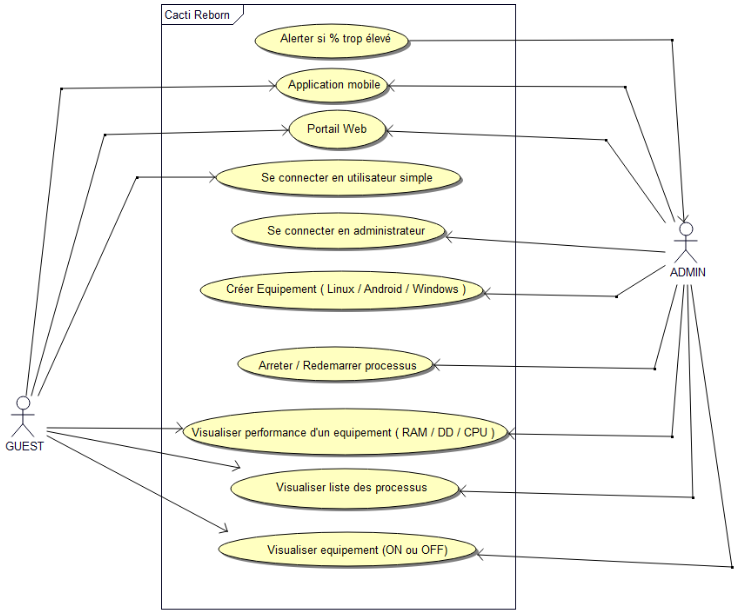 Cacti Reborn
Alerter si % trop élevé
Application mobile
Portail Web
Se connecter en utilisateur simple
Se connecter en administrateur
ADMIN
Créer Equipement ( Linux / Android / Windows )
Arreter / Redemarrer processus
GUEST
Visualiser performance d'un equipement ( RAM / DD / CPU )
Visualiser liste des processus
Visualiser equipement (ON ou OFF)